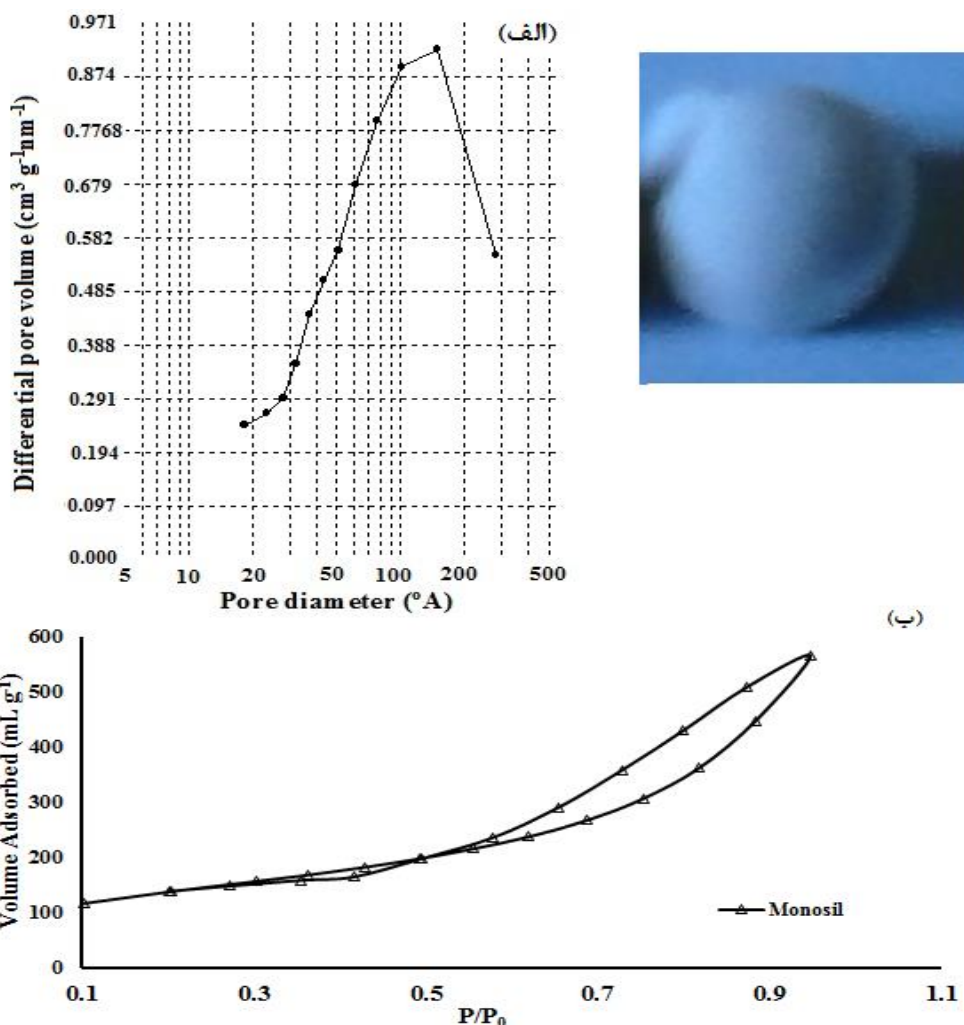 (الف)
0.971
0.874
0.7768
0.679
0.582
0.485
0.388
0.291
0.194
0.097
0.000
Differential pore volume (cm³ g⁻¹nm⁻¹)
5 10 20 50 100 200 500
Pore diameter (ºA)
(ب)
600
500
400
300
200
100
0
Volume Adsorbed (mL g⁻¹)
Monosil
0.1 0.3 0.5 0.7 0.9 1.1
P/P₀